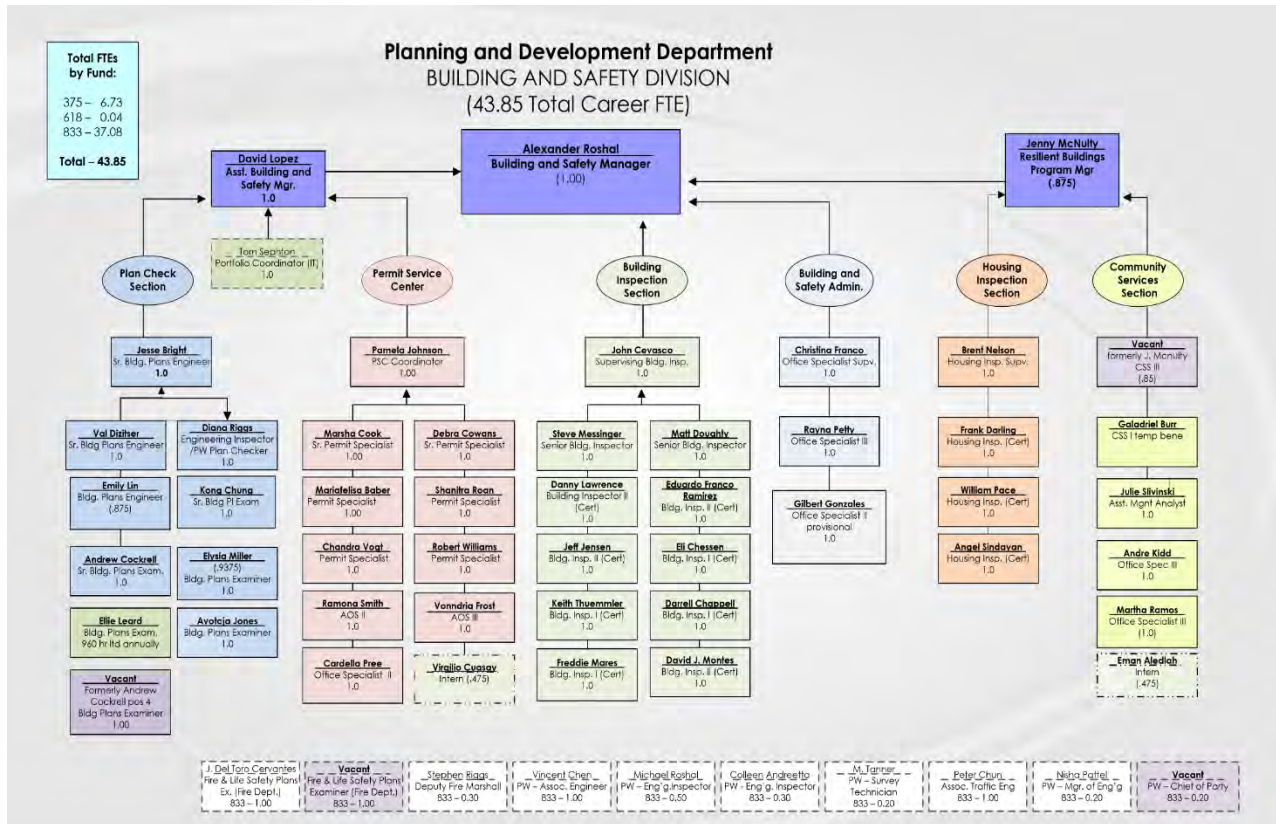 Planning and Development Department
BUILDING AND SAFETY DIVISION
(43.85 Total Career FTE)
Total FTEs
by Fund:
375 – 6.73
618 – 0.04
833 – 37.08
Total – 43.85
David Lopez
Asst. Building and
Safety Mgr.
1.0
Alexander Roshal
Building and Safety Manager
(1.00)
Jenny McNulty
Resilient Buildings
Program Mgr
(.875)
Tom Sephton
Portfolio Coordinator (IT)
1.0
Plan Check
Section
Permit Service
Center
Building
Inspection
Section
Building and
Safety Admin.
Housing
Inspection
Section
Community
Services
Section
Jesse Bright
Sr. Bldg. Plans Engineer
1.0
Pamela Johnson
PSC Coordinator
1.00
John Cevasco
Supervising Bldg. Insp.
1.0
Christina Franco
Office Specialist Supv.
1.0
Brent Nelson
Housing Insp. Supv.
1.0
Vacant
formerly J. Mcnulty
CSS III
(.85)
Val Dizitser
Sr. Bldg Plans Engineer
1.0
Emily Lin
Bldg. Plans Engineer
(.875)
Andrew Cockrell
Sr. Bldg. Plans Exam.
1.0
Ellie Leard
Bldg. Plans Exam.
960 hr ltd annually
Vacant
Formerly Andrew
Cockrell pos 4
Bldg Plans Examiner
1.00
Diana Riggs
Engineering Inspector
/PW Plan Checker
1.0
Kong Chung
Sr. Bldg Pl Exam
1.0
Elysia Miller
(.9375)
Bldg. Plans Examiner
1.0
Avotcja Jones
Bldg. Plans Examiner
1.0
Marsha Cook
Sr. Permit Specialist
1.00
Mariafelisa Baber
Permit Specialist
1.00
Chandra Vogt
Permit Specialist
1.0
Ramona Smith
AOS II
1.0
Cardella Pree
Office Specialist II
1.0
Debra Cowans
Sr. Permit Specialist
1.0
Shanitra Roan
Permit Specialist
1.0
Robert Williams
Permit Specialist
1.0
Vonndria Frost
AOS III
1.0
Virgilio Cuasay
Intern (.475)
Steve Messinger
Senior Bldg. Inspector
1.0
Danny Lawrence
Building Inspector II
(Cert)
1.0
Jeff Jensen
Bldg. Insp. II (Cert)
1.0
Keith Thuemmler
Bldg. Insp. I (Cert)
1.0
Freddie Mares
Bldg. Insp. I (Cert)
1.0
Matt Doughty
Senior Bldg. Inspector
1.0
Eduardo Franco
Ramirez
Bldg. Insp. II (Cert)
1.0
Eli Chessen
Bldg. Insp. I (Cert)
1.0
Darrell Chappell
Bldg. Insp. I (Cert)
1.0
David J. Montes
Bldg. Insp. II (Cert)
1.0
Rayna Petty
Office Specialist III
1.0
Gilbert Gonzales
Office Specialist II
provisional
1.0
Frank Darling
Housing Insp. (Cert)
1.0
William Pace
Housing Insp. (Cert)
1.0
Angel Sindayan
Housing Insp. (Cert)
1.0
Galadriel Burr
CSS I temp bene
Julie Slivinski
Asst. Mgnt Analyst
1.0
Andre Kidd
Office Spec III
1.0
Martha Ramos
Office Specialist III
(1.0)
Eman Alediah
Intern
(.475)
J. Del Toro Cervantes
Fire & Life Safety Plans
Ex. (Fire Dept.)
833 – 1.00
Vacant
Fire & Life Safety Plans
Examiner (Fire Dept.)
833 – 1.00
Stephen Riggs
Deputy Fire Marshall
833 – 0.30
Vincent Chen
PW – Assoc. Engineer
833 – 1.00
Michael Roshal
PW – Eng'g.Inspector
833 – 0.50
Colleen Andreetta
PW - Eng'g. Inspector
833 – 0.30
M. Tanner
PW – Survey
Technician
833 – 0.20
Peter Chun
Assoc. Traffic Eng
833 – 1.00
Nisha Pattel
PW – Mgr. of Eng'g
833 – 0.20
Vacant
PW – Chief of Party
833 – 0.20